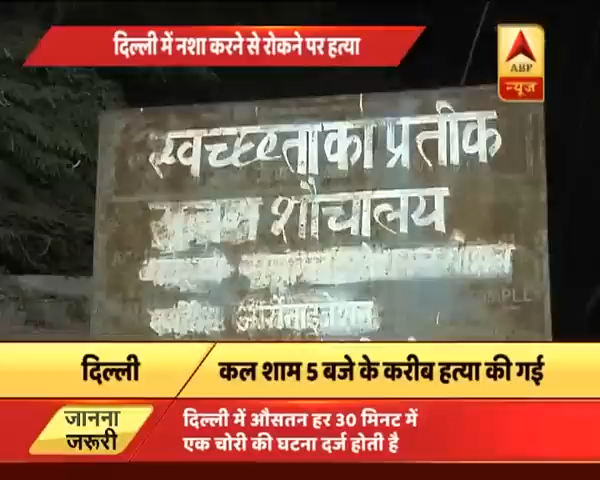 दिल्ली में नशा करने से रोकने पर हत्या
ABP
न्यूज़
स्वच्छता का प्रतीक
शौचालय
दिल्ली
कल शाम 5 बजे के करीब हत्या की गई
जानना
जरूरी
दिल्ली में औसतन हर 30 मिनट में
एक चोरी की घटना दर्ज होती है